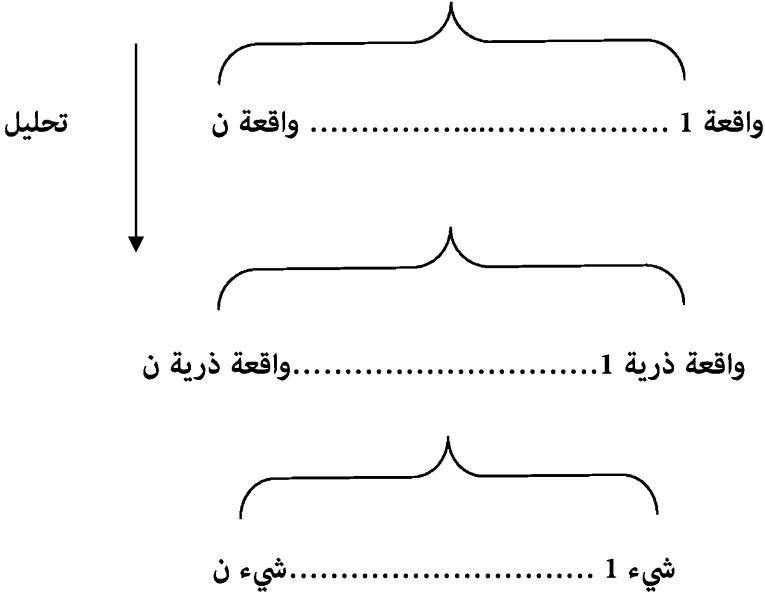 واقعة 1 ..................................... واقعة ن
تحليل
واقعة ذرية 1..............................واقعة ذرية ن
شيء 1 ..............................شيء ن